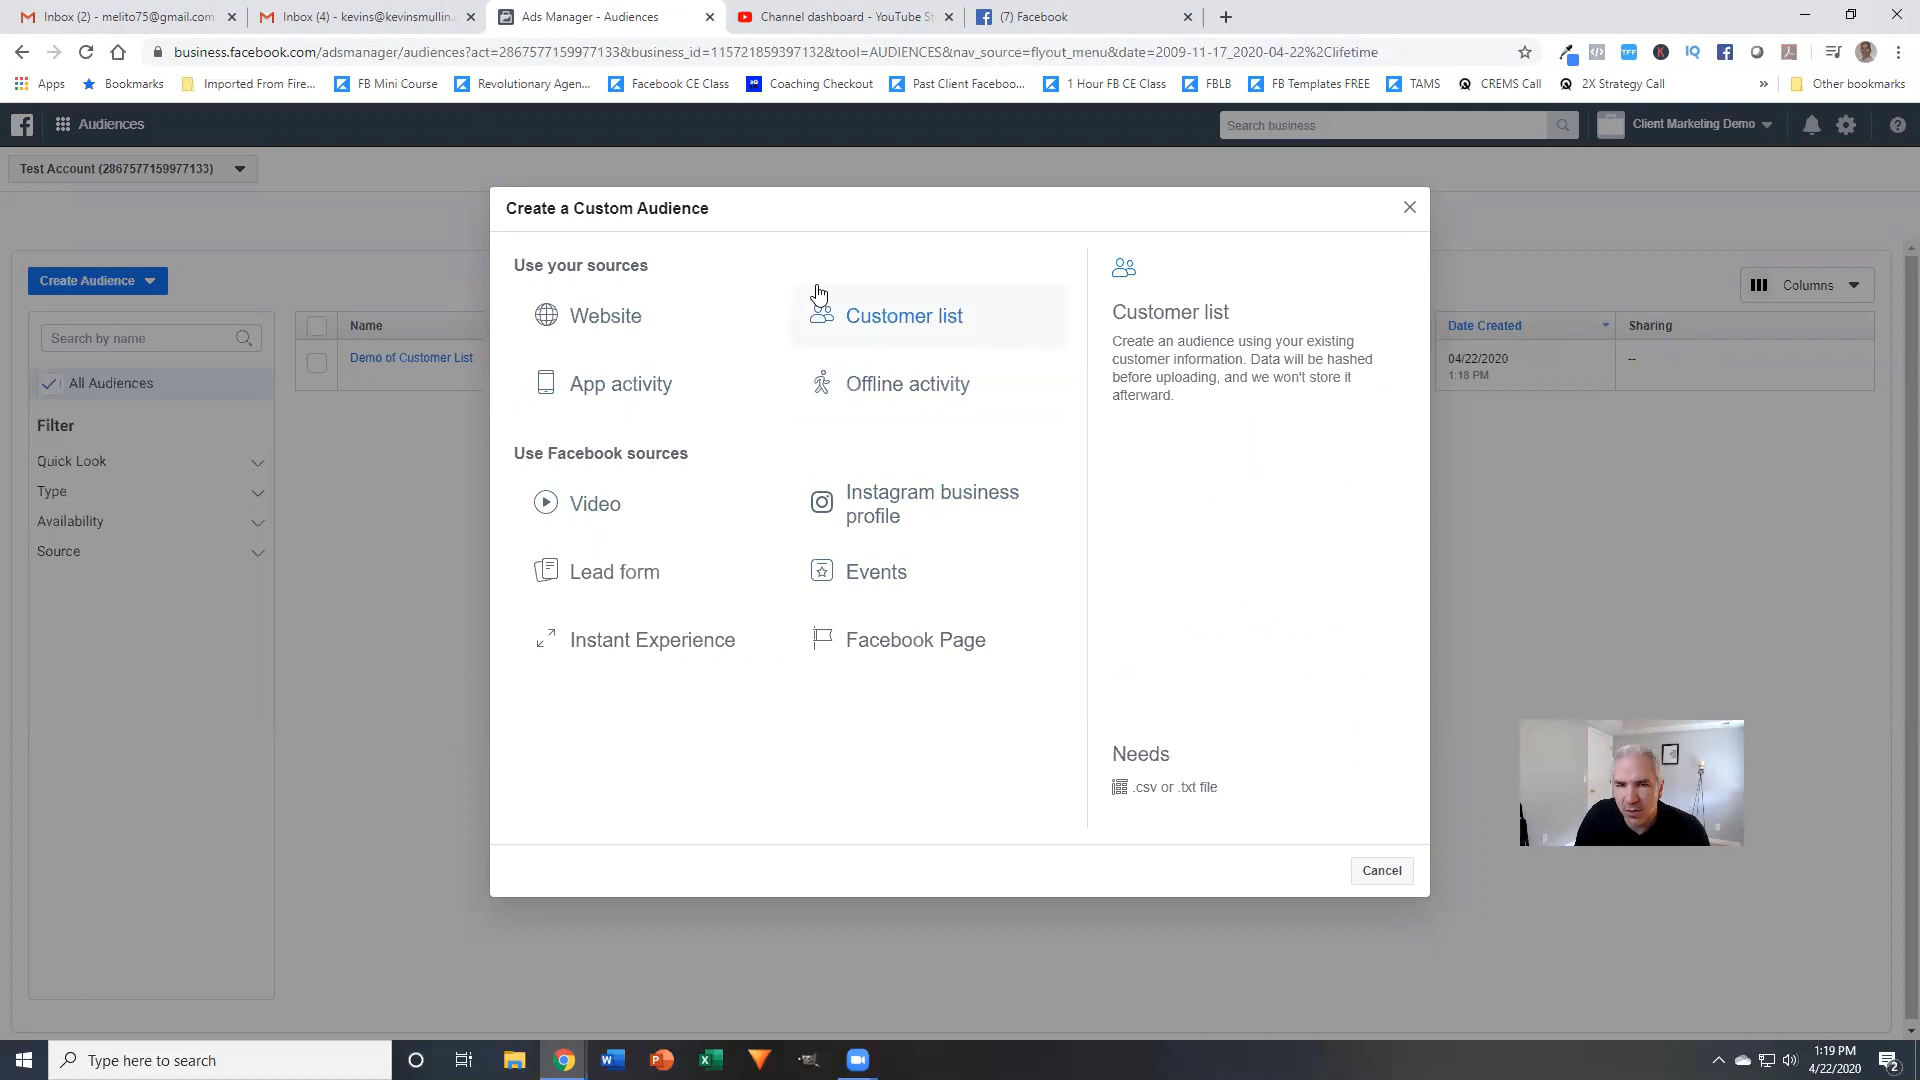 Inbox (2) - melito75@gmail.com
Inbox (4) - kevins@kevinsmullin.
Ads Manager - Audiences
Channel dashboard - YouTube St
(7) Facebook
business.facebook.com/adsmanager/audiences?act=2867577159977133&business_id=115721859397132&tool=AUDIENCES&nav_source=flyout_menu&date=2009-11-17_2020-04-22%2Clifetime
TFF
IQ
Apps
Bookmarks
Imported From Fire...
FB Mini Course
Revolutionary Agen...
Facebook CE Class
Coaching Checkout
Past Client Faceboo...
1 Hour FB CE Class
FBLB
FB Templates FREE
TAMS
CREMS Call
2X Strategy Call
»
Other bookmarks
Audiences
Search business
Client Marketing Demo
Test Account (2867577159977133)
Create a Custom Audience
Use your sources
Website
Customer list
App activity
Offline activity
Use Facebook sources
Video
Instagram business
profile
Lead form
Events
Instant Experience
Facebook Page
Customer list
Create an audience using your existing
customer information. Data will be hashed
before uploading, and we won't store it
afterward.
Needs
.csv or .txt file
Cancel
Create Audience
Columns
Search by name
All Audiences
Filter
Quick Look
Type
Availability
Source
Name
Demo of Customer List
Date Created
Sharing
04/22/2020
1:18 PM
--
Type here to search
1:19 PM
4/22/2020
2